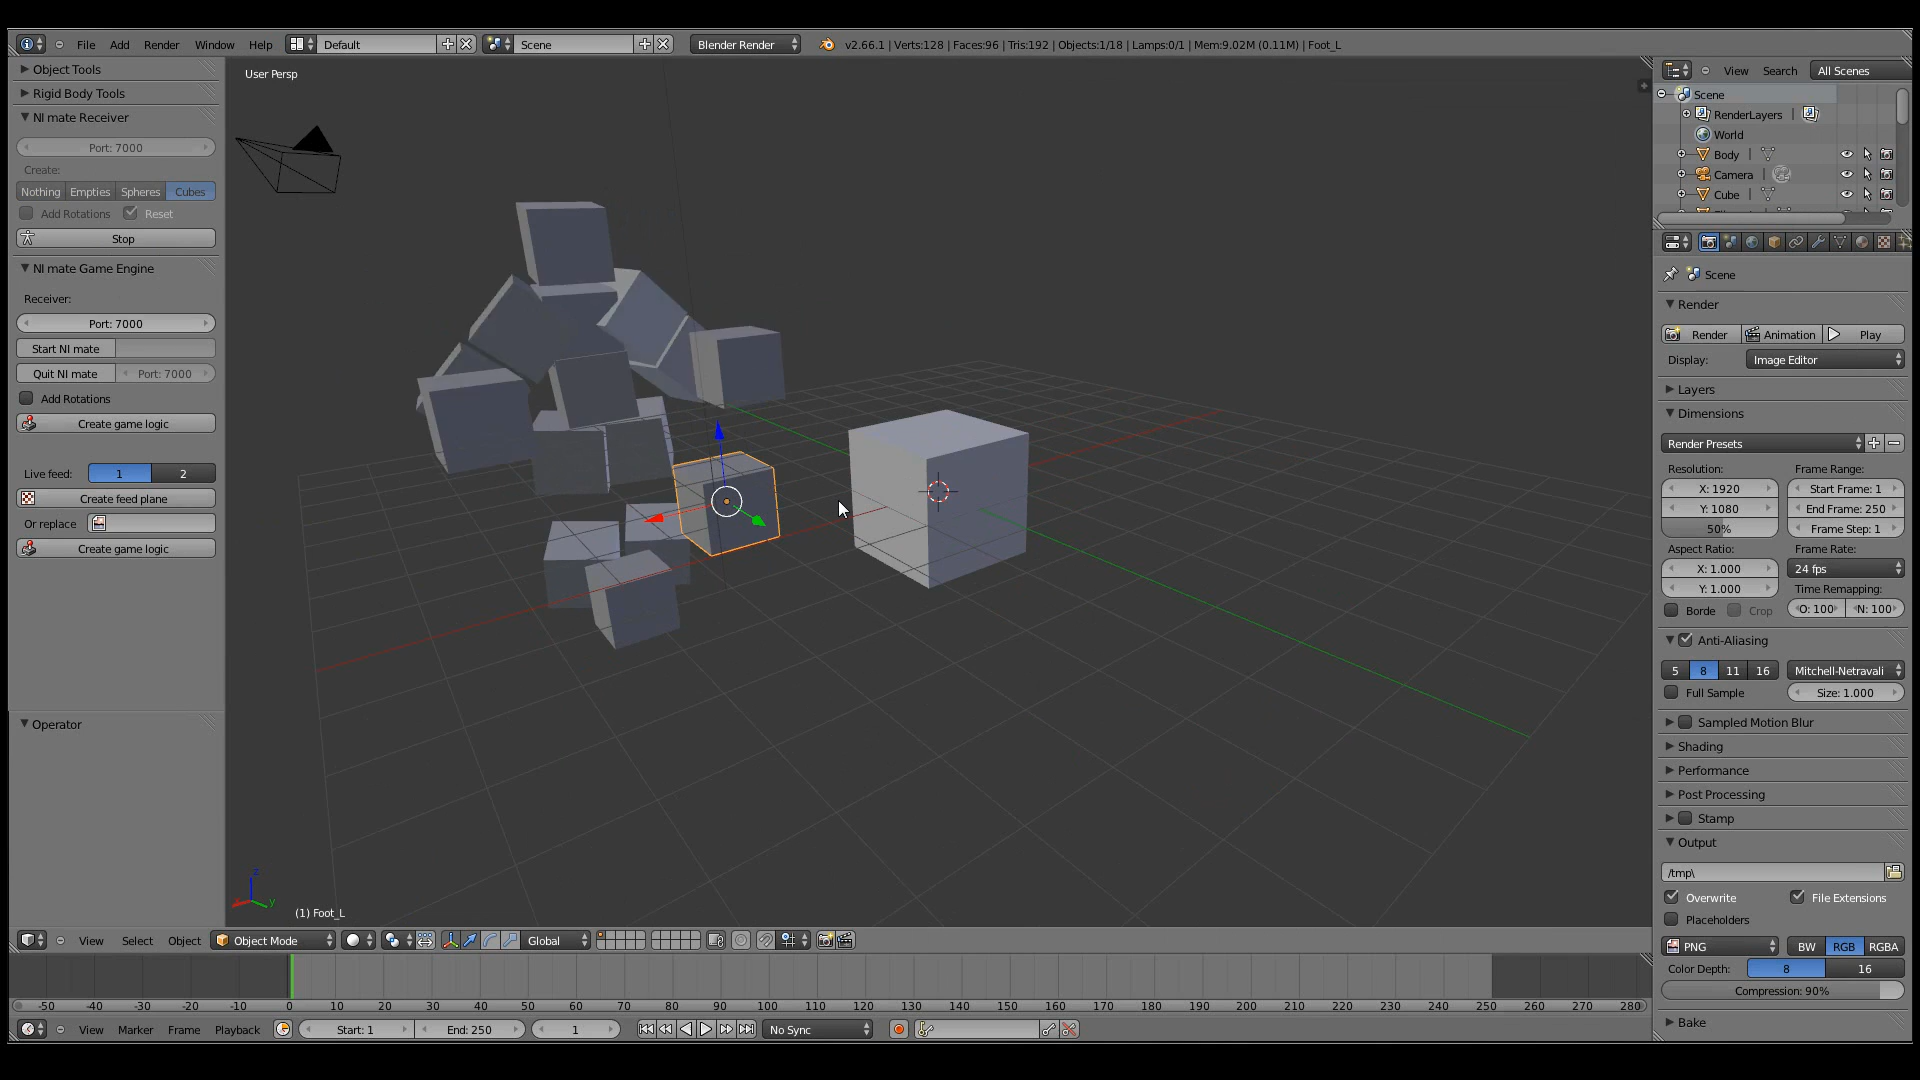 File Add Render Window Help Default Scene Blender Render v2.66.1 | Verts:128 | Faces:96 | Tris:192 | Objects:1/18 | Lamps:0/1 | Mem:9.02M (0.11M) | Foot_L
Object Tools
Rigid Body Tools
NI mate Receiver
Port: 7000
Create:
Nothing Empties Spheres Cubes
Add Rotations Reset
Stop
NI mate Game Engine
Receiver:
Port: 7000
Start NI mate
Quit NI mate Port: 7000
Add Rotations
Create game logic
Live feed: 1 2
Create feed plane
Or replace
Create game logic
Operator
User Persp
z
x y
(1) Foot_L
View Select Object Object Mode Global
-50 -40 -30 -20 -10 0 10 20 30 40 50 60 70 80 90 100 110 120 130 140 150 160 170 180 190 200 210 220 230 240 250 260 270 280
View Marker Frame Playback Start: 1 End: 250 1 No Sync
View Search All Scenes
Scene
RenderLayers |
World
Body |
Camera |
Cube |
Scene
Render
Render Animation Play
Display: Image Editor
Layers
Dimensions
Render Presets
Resolution: Frame Range:
X: 1920 Start Frame: 1
Y: 1080 End Frame: 250
50% Frame Step: 1
Aspect Ratio: Frame Rate:
X: 1.000 24 fps
Y: 1.000 Time Remapping:
Borde Crop O: 100 N: 100
Anti-Aliasing
5 8 11 16 Mitchell-Netravali
Full Sample Size: 1.000
Sampled Motion Blur
Shading
Performance
Post Processing
Stamp
Output
/tmp\
Overwrite File Extensions
Placeholders
PNG BW RGB RGBA
Color Depth: 8 16
Compression: 90%
Bake